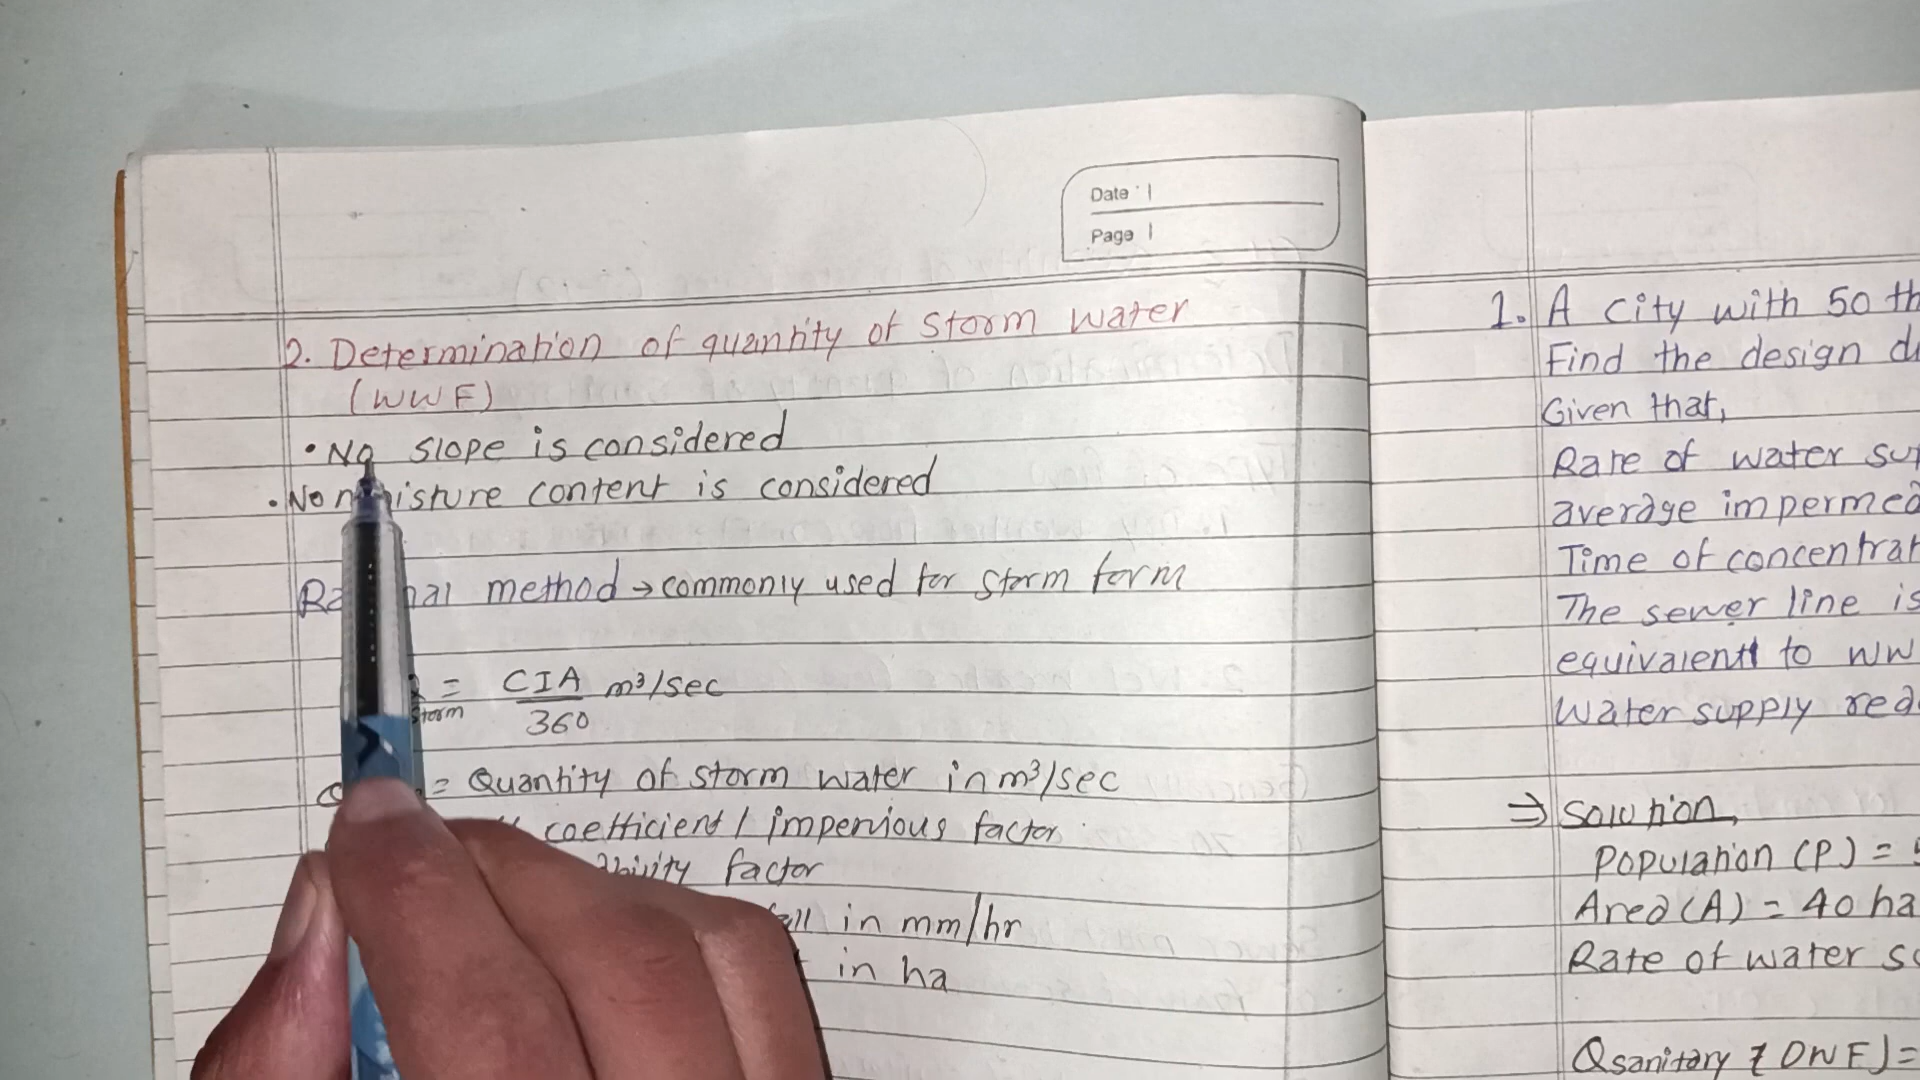 Date
Page
2. Determination of quantity of storm water
(WWF)
• No slope is considered
• No content is considered
method → commonly used for storm form
storm = CIA/360 m³/sec
= Quantity of storm water in m³/sec
coefficient / impervious factor
factor
in mm/hr
in ha
1. A city with 50
Find the design
Given that,
Rate of water
average
Time of
The sewer line is
equivalent to
Water supply
⇒ Solution,
Population (P) =
Area (A) = 40 ha
Rate of water
Qsanitary (DWF) =